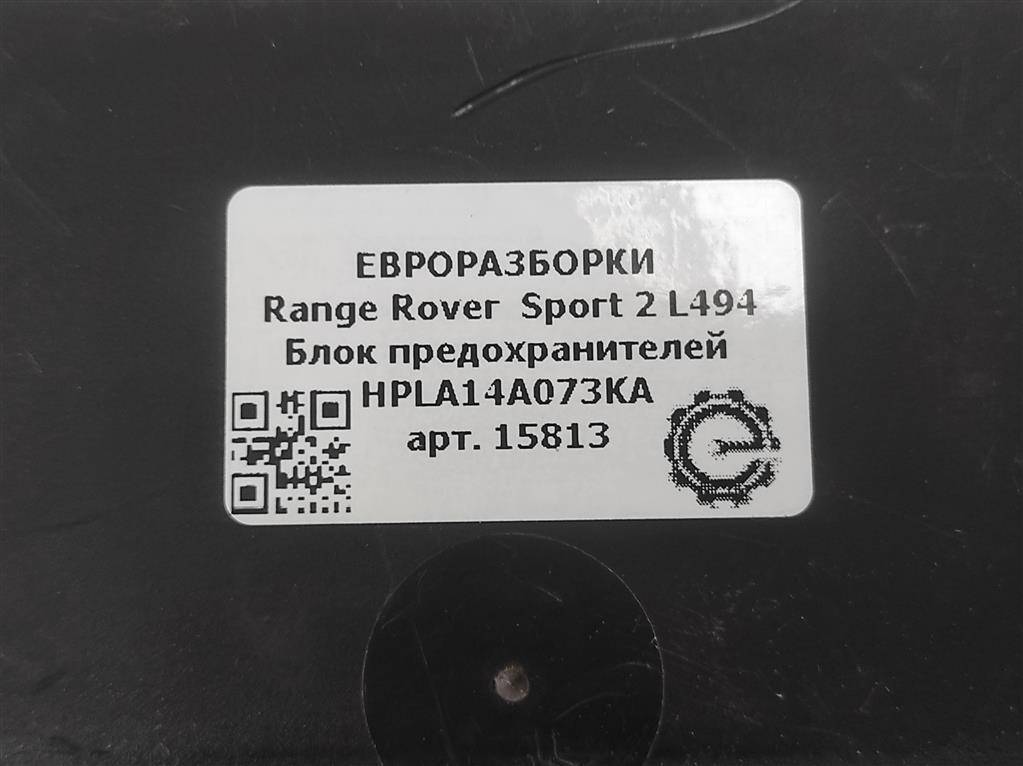 ЕВРОРАЗБОРКИ
Range Rover Sport 2 L494
Блок предохранителей
HPLA14A073KA
арт. 15813